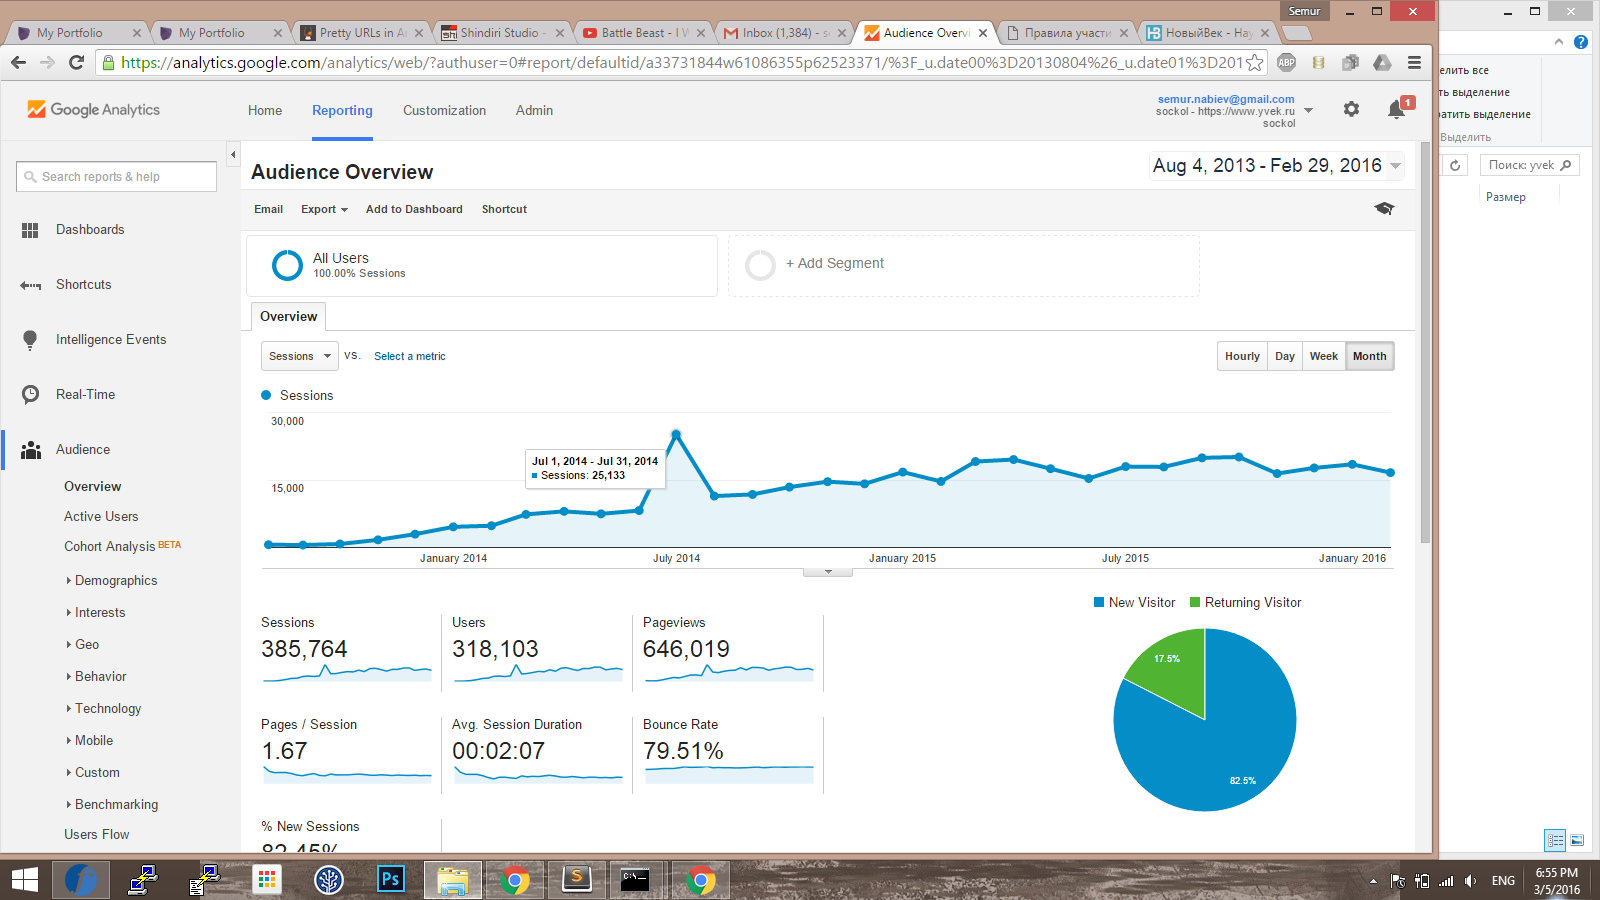 Semur
My Portfolio
My Portfolio
Pretty URLs in A
Shindiri Studio -
Battle Beast - I W
Inbox (1,384) - s
Audience Overvi
Правила участи
НВ НовыйВек - Нау
https://analytics.google.com/analytics/web/?authuser=0#report/defaultid/a33731844w61086355p62523371/%3F_u.date00%3D20130804%26_u.date01%3D201
ABP
Google Analytics
Home
Reporting
Customization
Admin
semur.nabiev@gmail.com
sockol - https://www.yvek.ru
sockol
1
елить все
ть выделение
ратить выделение
Выделить
Поиск: yvek
Размер
Search reports & help
Dashboards
Shortcuts
Intelligence Events
Real-Time
Audience
Overview
Active Users
Cohort Analysis BETA
Demographics
Interests
Geo
Behavior
Technology
Mobile
Custom
Benchmarking
Users Flow
Audience Overview
Aug 4, 2013 - Feb 29, 2016
Email
Export
Add to Dashboard
Shortcut
All Users
100.00% Sessions
+ Add Segment
Overview
Sessions
VS.
Select a metric
Hourly
Day
Week
Month
Sessions
30,000
15,000
Jul 1, 2014 - Jul 31, 2014
Sessions: 25,133
January 2014
July 2014
January 2015
July 2015
January 2016
Sessions
385,764
Users
318,103
Pageviews
646,019
Pages / Session
1.67
Avg. Session Duration
00:02:07
Bounce Rate
79.51%
% New Sessions
82.45%
New Visitor
Returning Visitor
17.5%
82.5%
Ps
S
C:\
ENG
6:55 PM
3/5/2016